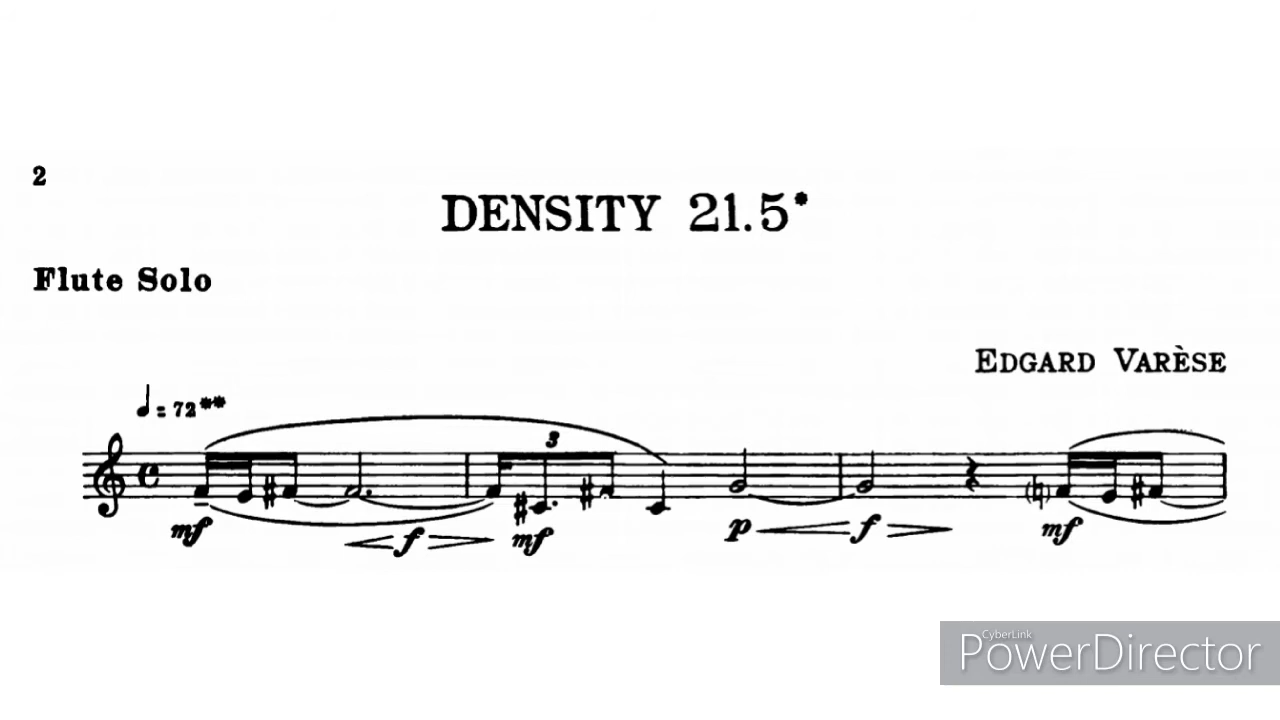 2
DENSITY 21.5*
Flute Solo
EDGARD VARÈSE
♩ = 72**
3
mf f mf p f mf
CyberLink
PowerDirector